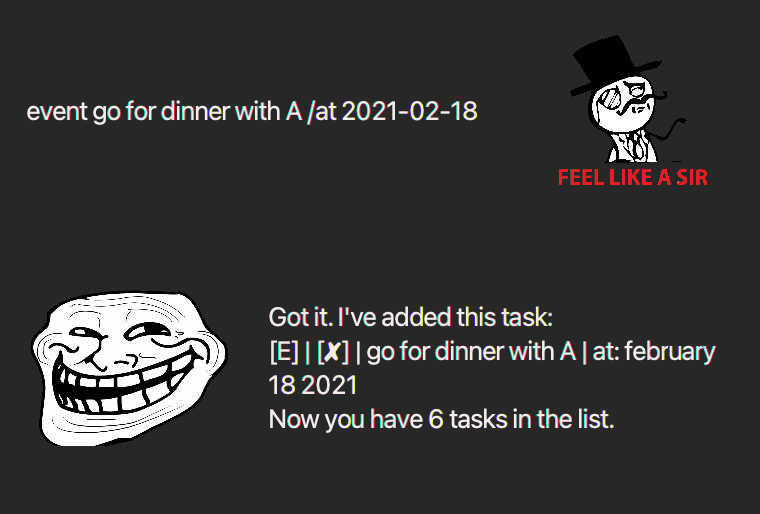 event go for dinner with A /at 2021-02-18
FEEL LIKE A SIR
Got it. I've added this task:
[E] | [✘] | go for dinner with A | at: february
18 2021
Now you have 6 tasks in the list.